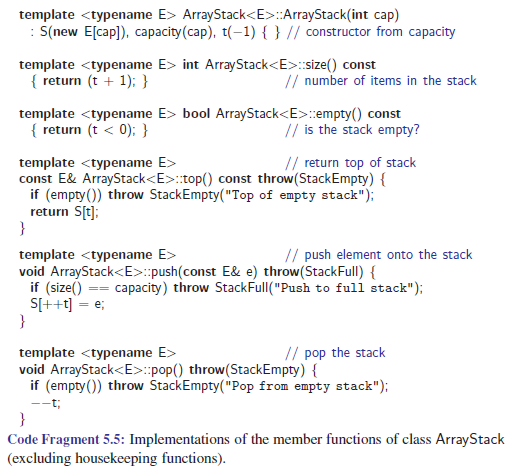 template <typename E> ArrayStack<E>::ArrayStack(int cap)
: S(new E[cap]), capacity(cap), t(−1) { } // constructor from capacity
template <typename E> int ArrayStack<E>::size() const
{ return (t + 1); } // number of items in the stack
template <typename E> bool ArrayStack<E>::empty() const
{ return (t < 0); } // is the stack empty?
template <typename E> // return top of stack
const E& ArrayStack<E>::top() const throw(StackEmpty) {
if (empty()) throw StackEmpty("Top of empty stack");
return S[t];
}
template <typename E> // push element onto the stack
void ArrayStack<E>::push(const E& e) throw(StackFull) {
if (size() == capacity) throw StackFull("Push to full stack");
S[++t] = e;
}
template <typename E> // pop the stack
void ArrayStack<E>::pop() throw(StackEmpty) {
if (empty()) throw StackEmpty("Pop from empty stack");
−−t;
}
Code Fragment 5.5: Implementations of the member functions of class ArrayStack
(excluding housekeeping functions).